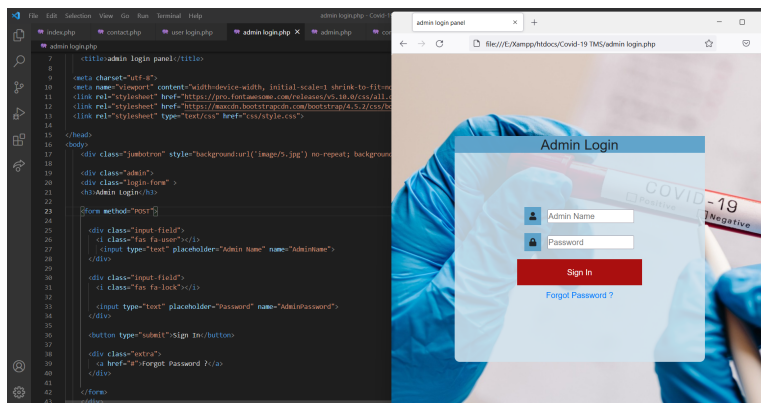 File Edit Selection View Go Run Terminal Help
admin login.php - Covid-1
index.php contact.php user login.php admin login.php admin.php
admin login.php
7 <title>admin login panel</title>
8
9 <meta charset="utf-8">
10 <meta name="viewport" content="width=device-width, initial-scale=1 shrink-to-fit=no
11 <link rel="stylesheet" href="https://pro.fontawesome.com/releases/v5.10.0/css/all.c
12 <link rel="stylesheet" href="https://maxcdn.bootstrapcdn.com/bootstrap/4.5.2/css/bo
13 <link rel="stylesheet" type="text/css" href="css/style.css">
14
15 </head>
16 <body>
17 <div class="jumbotron" style="background:url('image/5.jpg') no-repeat; background
18
19 <div class="admin">
20 <div class="login-form" >
21 <h3>Admin Login</h3>
22
23 <form method="POST">
24
25 <div class="input-field">
26 <i class="fas fa-user"></i>
27 <input type="text" placeholder="Admin Name" name="AdminName">
28 </div>
29
30 <div class="input-field">
31 <i class="fas fa-lock"></i>
32
33 <input type="text" placeholder="Password" name="AdminPassword">
34 </div>
35
36 <button type="submit">Sign In</button>
37
38 <div class="extra">
39 <a href="#">Forgot Password ?</a>
40 </div>
41
42 </form>
43 </div>
admin login panel
file:///E:/Xampp/htdocs/Covid-19 TMS/admin login.php
Admin Login
COVID-19
Positive
Negative
Admin Name
Password
Sign In
Forgot Password ?